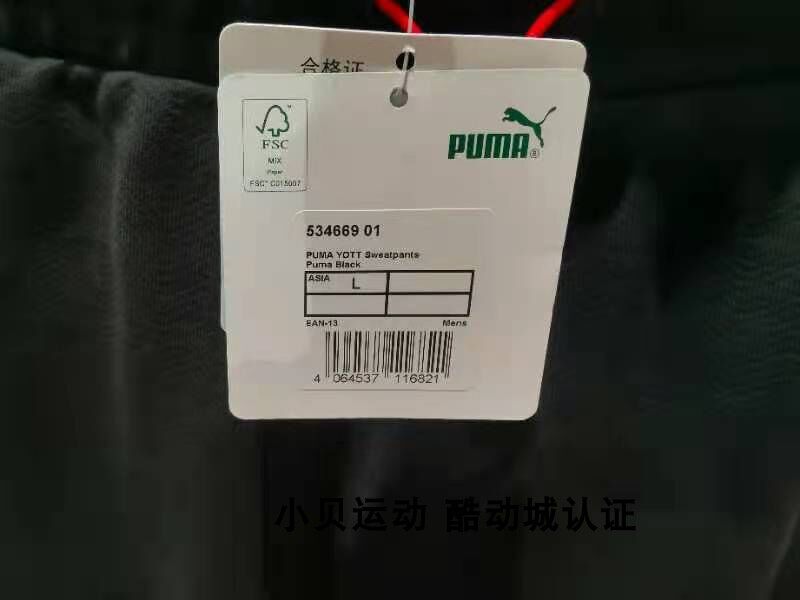 合格证
FSC
MIX
Paper
FSC™ C015007
PUMA®
534669 01
PUMA YOTT Sweatpants
Puma Black
ASIA L
EAN-13 Mens
4 064537 116821
小贝运动 酷动城认证